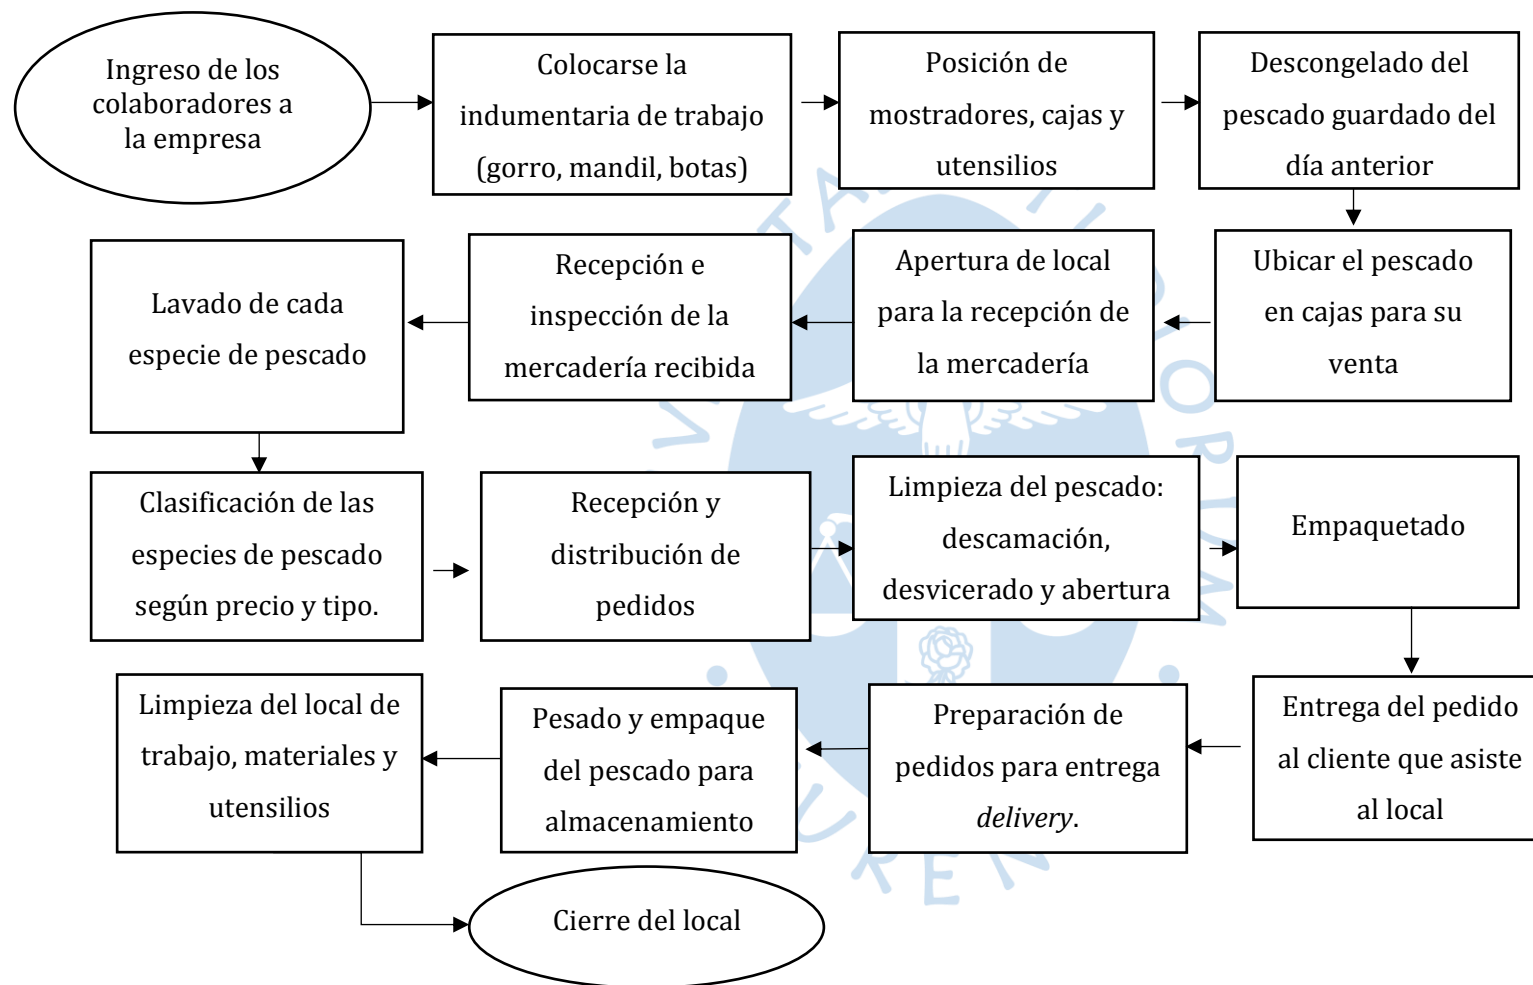 Ingreso de los
colaboradores a
la empresa
Colocarse la
indumentaria de trabajo
(gorro, mandil, botas)
Posición de
mostradores, cajas y
utensilios
Descongelado del
pescado guardado del
día anterior
Ubicar el pescado
en cajas para su
venta
Apertura de local
para la recepción de
la mercadería
Recepción e
inspección de la
mercadería recibida
Lavado de cada
especie de pescado
Clasificación de las
especies de pescado
según precio y tipo.
Recepción y
distribución de
pedidos
Limpieza del pescado:
descamación,
desvicerado y abertura
Empaquetado
Entrega del pedido
al cliente que asiste
al local
Preparación de
pedidos para entrega
delivery.
Pesado y empaque
del pescado para
almacenamiento
Limpieza del local de
trabajo, materiales y
utensilios
Cierre del local